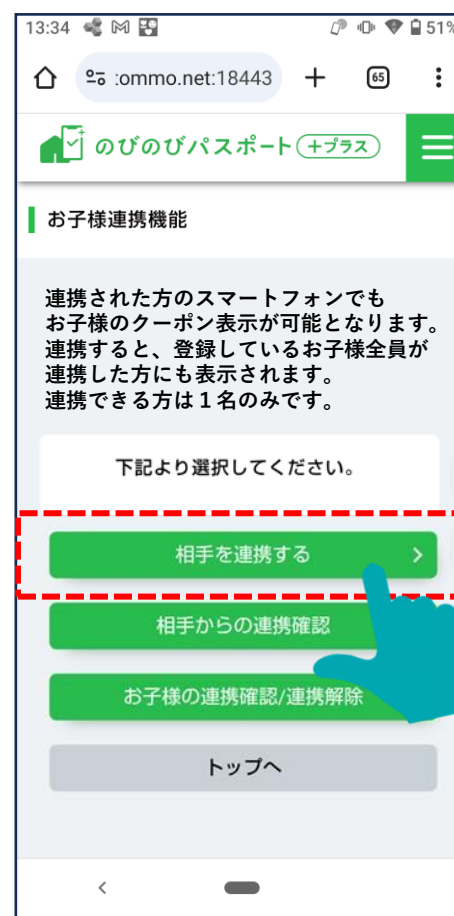 13:34 51%
:ommo.net:18443 65
のびのびパスポート +プラス
お子様連携機能
連携された方のスマートフォンでも
お子様のクーポン表示が可能となります。
連携すると、登録しているお子様全員が
連携した方にも表示されます。
連携できる方は１名のみです。
下記より選択してください。
相手を連携する
相手からの連携確認
お子様の連携確認/連携解除
トップへ